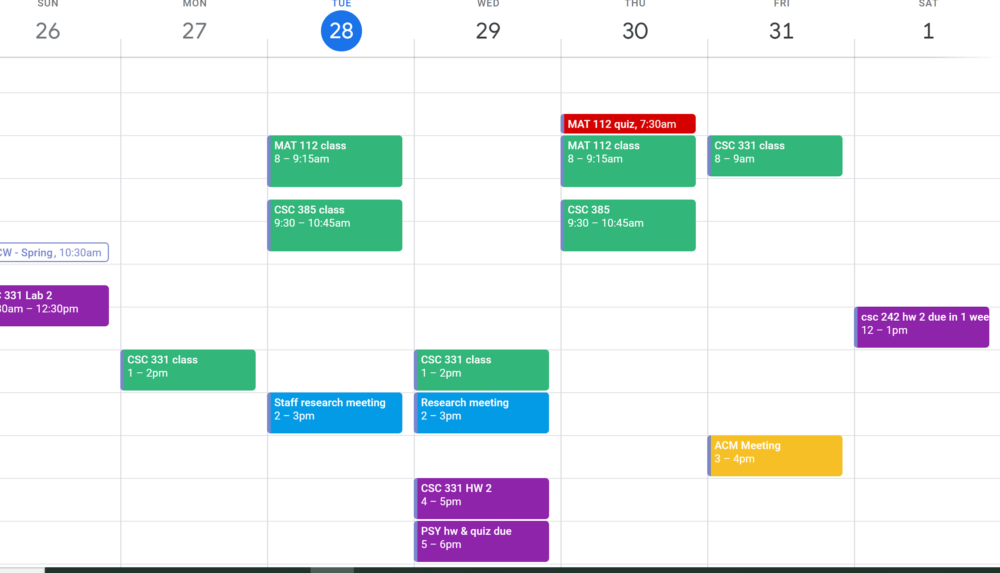 SUN MON TUE WED THU FRI SAT
26 27 28 29 30 31 1
CW - Spring, 10:30am
331 Lab 2
30am – 12:30pm
CSC 331 class
1 – 2pm
MAT 112 class
8 – 9:15am
CSC 385 class
9:30 – 10:45am
Staff research meeting
2 – 3pm
CSC 331 class
1 – 2pm
Research meeting
2 – 3pm
CSC 331 HW 2
4 – 5pm
PSY hw & quiz due
5 – 6pm
MAT 112 quiz, 7:30am
MAT 112 class
8 – 9:15am
CSC 385
9:30 – 10:45am
CSC 331 class
8 – 9am
ACM Meeting
3 – 4pm
csc 242 hw 2 due in 1 wee
12 – 1pm